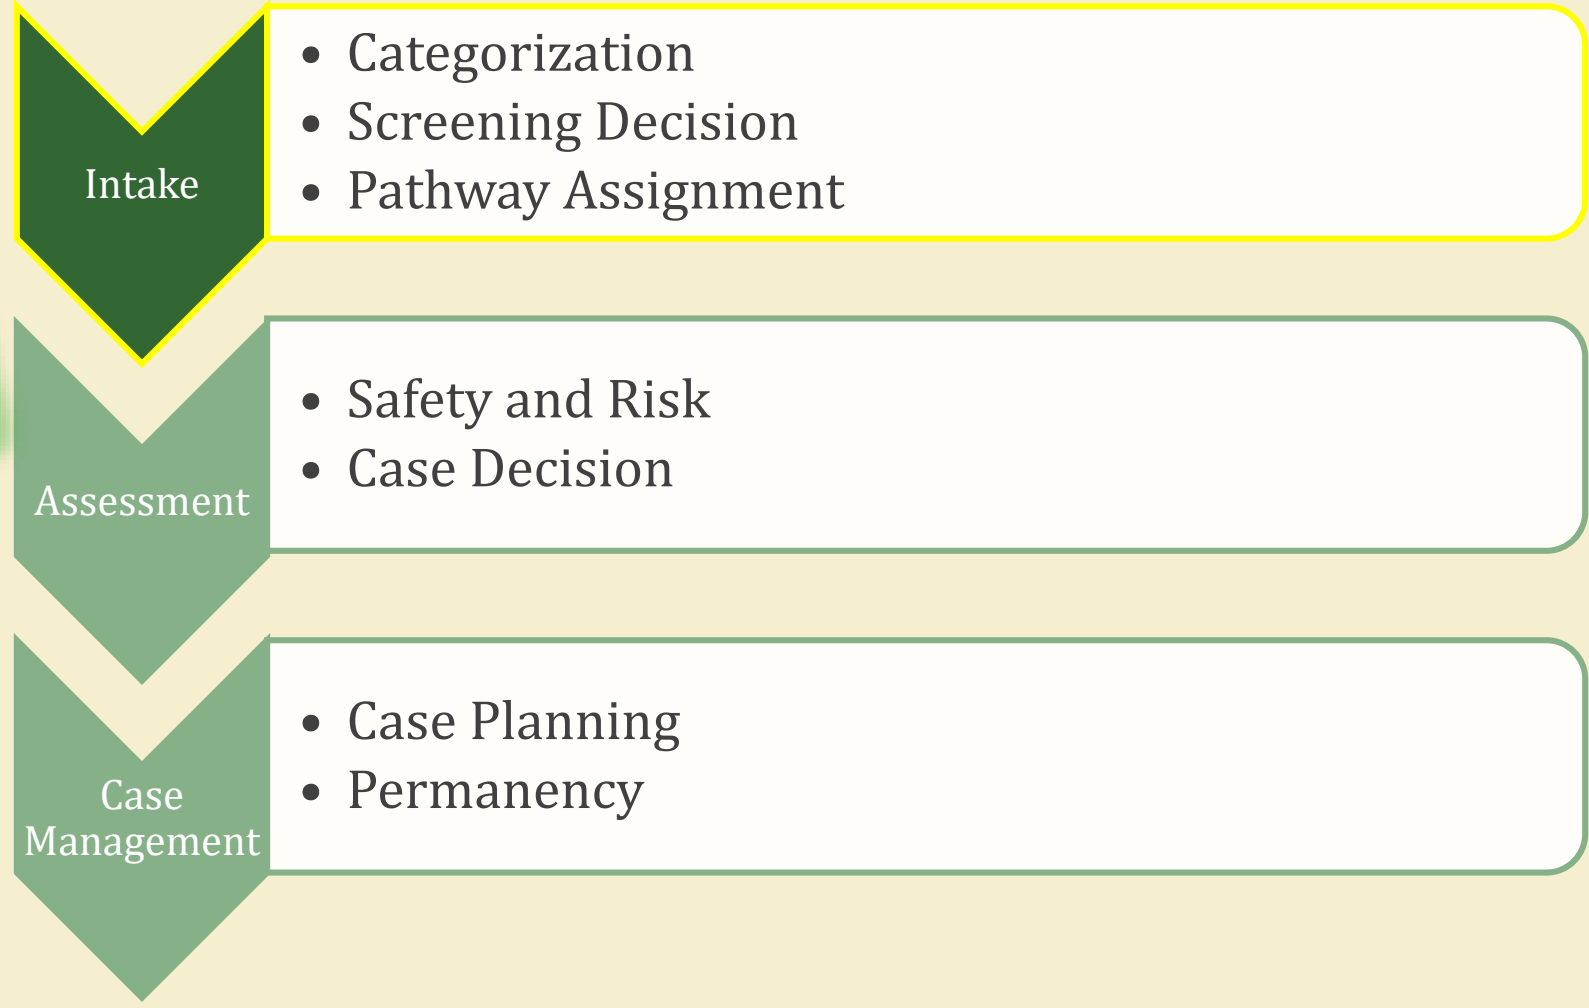 Intake
• Categorization
• Screening Decision
• Pathway Assignment
Assessment
• Safety and Risk
• Case Decision
Case
Management
• Case Planning
• Permanency